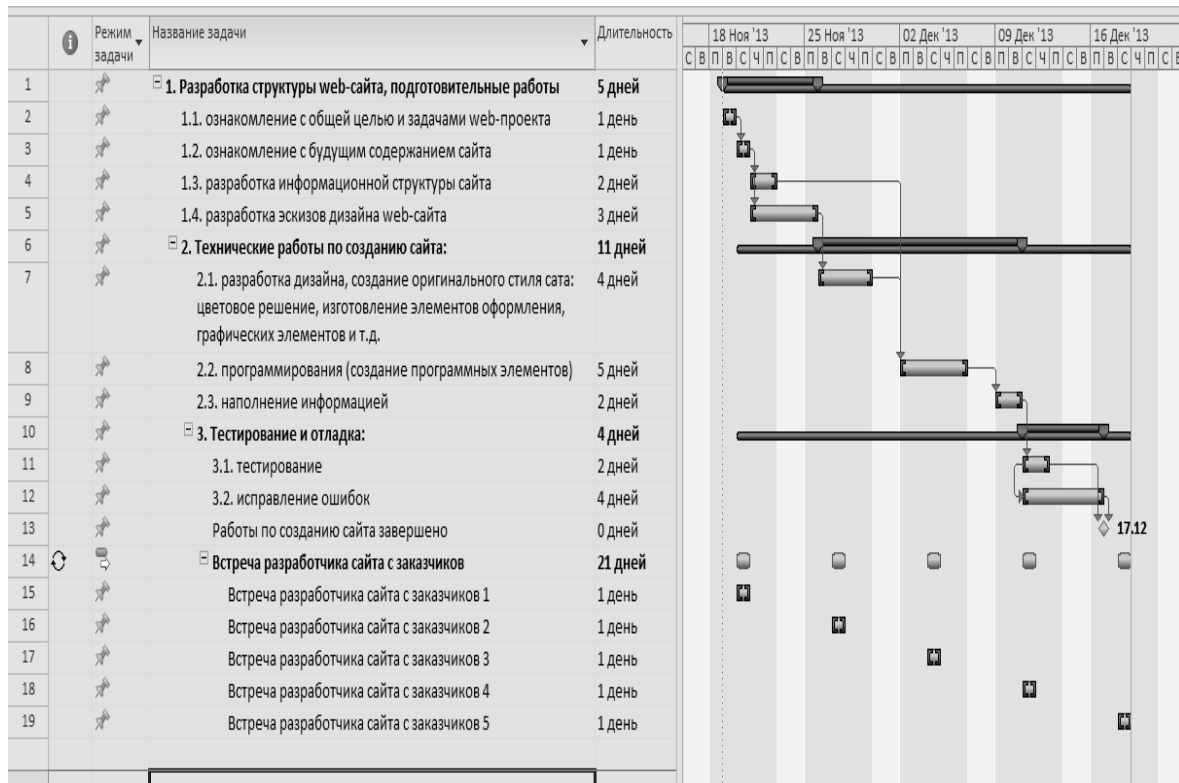 Режим задачи Название задачи Длительность 18 Ноя '13 25 Ноя '13 02 Дек '13 09 Дек '13 16 Дек '13
С В П В С Ч П С В П В С Ч П С В П В С Ч П С В П В С Ч П С В П В С Ч П С В
1 1. Разработка структуры web-сайта, подготовительные работы 5 дней
2 1.1. ознакомление с общей целью и задачами web-проекта 1 день
3 1.2. ознакомление с будущим содержанием сайта 1 день
4 1.3. разработка информационной структуры сайта 2 дней
5 1.4. разработка эскизов дизайна web-сайта 3 дней
6 2. Технические работы по созданию сайта: 11 дней
7 2.1. разработка дизайна, создание оригинального стиля сата: 4 дней
цветовое решение, изготовление элементов оформления,
графических элементов и т.д.
8 2.2. программирования (создание программных элементов) 5 дней
9 2.3. наполнение информацией 2 дней
10 3. Тестирование и отладка: 4 дней
11 3.1. тестирование 2 дней
12 3.2. исправление ошибок 4 дней
13 Работы по созданию сайта завершено 0 дней 17.12
14 Встреча разработчика сайта с заказчиков 21 дней
15 Встреча разработчика сайта с заказчиков 1 1 день
16 Встреча разработчика сайта с заказчиков 2 1 день
17 Встреча разработчика сайта с заказчиков 3 1 день
18 Встреча разработчика сайта с заказчиков 4 1 день
19 Встреча разработчика сайта с заказчиков 5 1 день